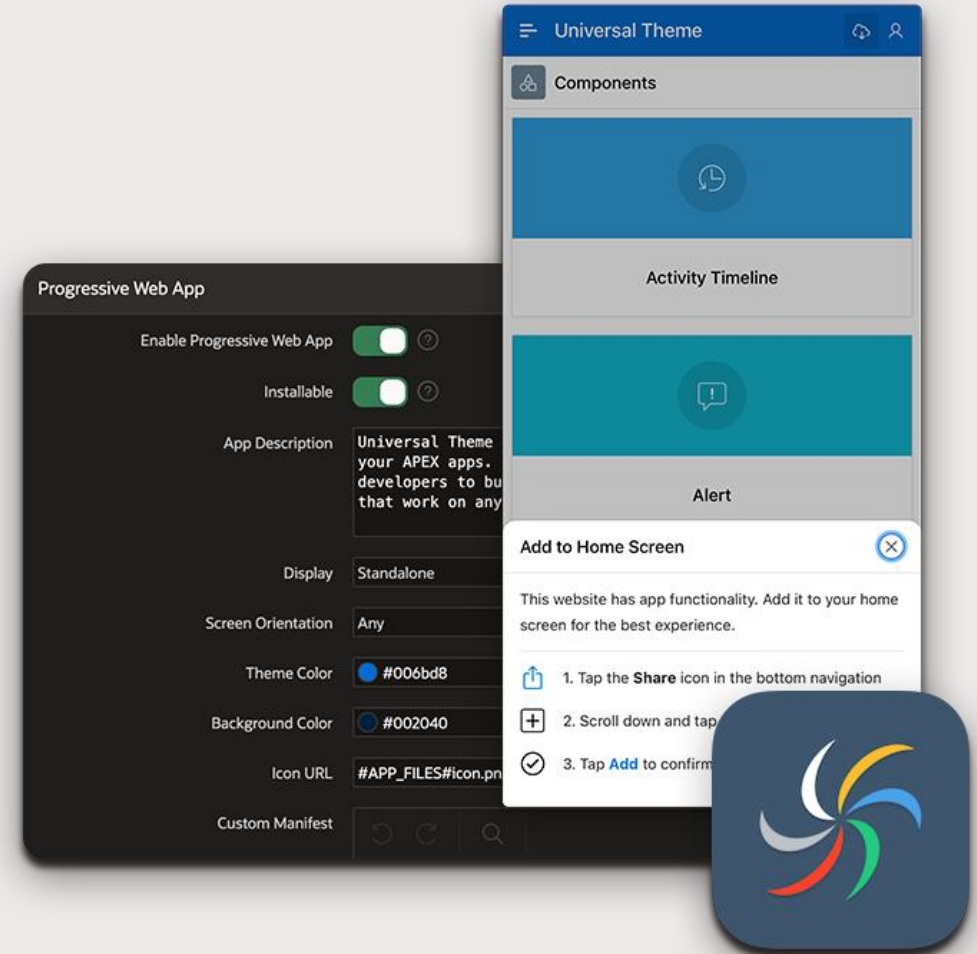 Universal Theme
Components
Activity Timeline
Alert
Add to Home Screen
This website has app functionality. Add it to your home
screen for the best experience.
1. Tap the Share icon in the bottom navigation
2. Scroll down and tap
3. Tap Add to confirm
Progressive Web App
Enable Progressive Web App
Installable
App Description
Universal Theme
your APEX apps.
developers to bu
that work on any
Display
Standalone
Screen Orientation
Any
Theme Color
#006bd8
Background Color
#002040
Icon URL
#APP_FILES#icon.pn
Custom Manifest